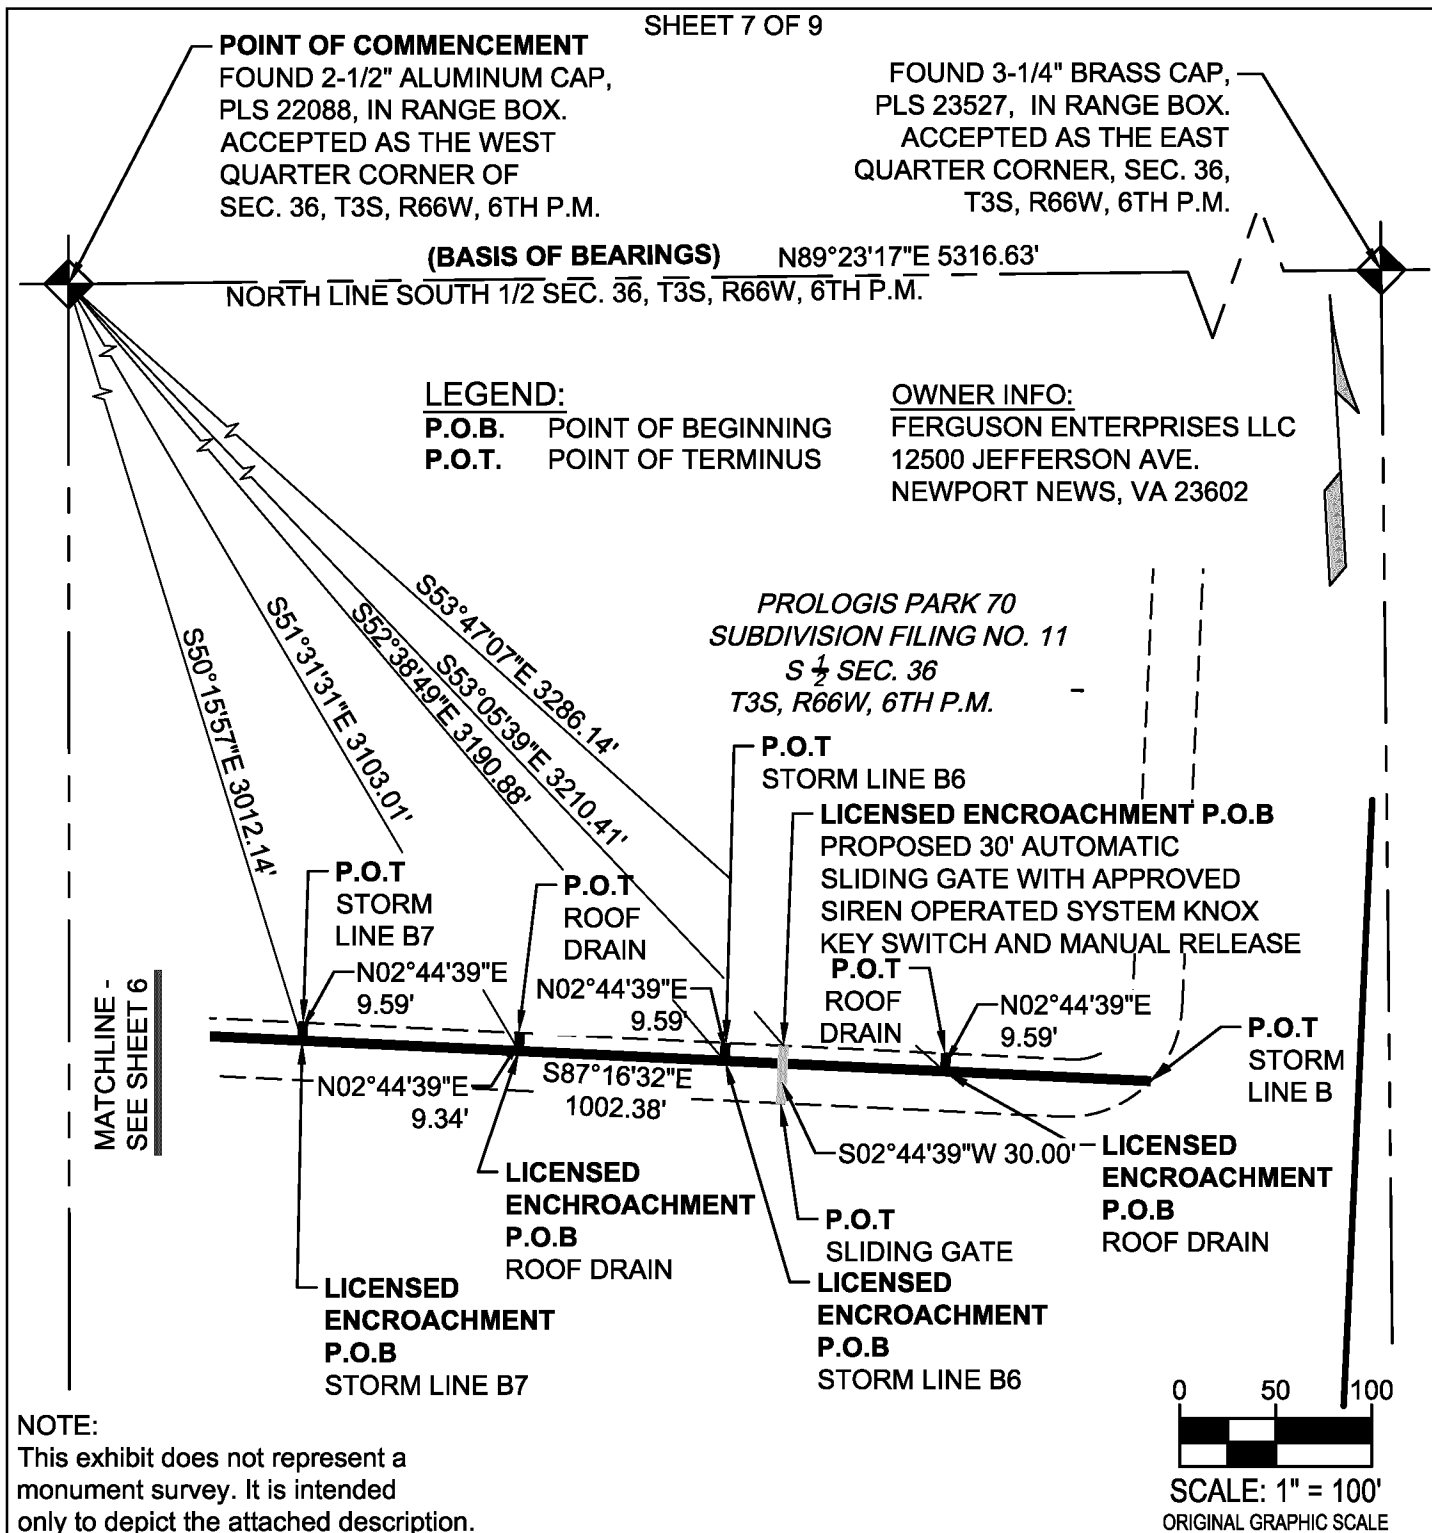 SHEET 7 OF 9
POINT OF COMMENCEMENT
FOUND 2-1/2" ALUMINUM CAP,
PLS 22088, IN RANGE BOX.
ACCEPTED AS THE WEST
QUARTER CORNER OF
SEC. 36, T3S, R66W, 6TH P.M.
FOUND 3-1/4" BRASS CAP,
PLS 23527, IN RANGE BOX.
ACCEPTED AS THE EAST
QUARTER CORNER, SEC. 36,
T3S, R66W, 6TH P.M.
(BASIS OF BEARINGS) N89°23'17"E 5316.63'
NORTH LINE SOUTH 1/2 SEC. 36, T3S, R66W, 6TH P.M.
LEGEND:
P.O.B. POINT OF BEGINNING
P.O.T. POINT OF TERMINUS
OWNER INFO:
FERGUSON ENTERPRISES LLC
12500 JEFFERSON AVE.
NEWPORT NEWS, VA 23602
S50°15'57"E 3012.14'
S51°31'31"E 3103.01'
S52°38'49"E 3190.88'
S53°05'39"E 3210.41'
S53°47'07"E 3286.14'
PROLOGIS PARK 70
SUBDIVISION FILING NO. 11
S 1/2 SEC. 36
T3S, R66W, 6TH P.M.
P.O.T
STORM LINE B6
LICENSED ENCROACHMENT P.O.B
PROPOSED 30' AUTOMATIC
SLIDING GATE WITH APPROVED
SIREN OPERATED SYSTEM KNOX
KEY SWITCH AND MANUAL RELEASE
P.O.T
STORM
LINE B7
N02°44'39"E
9.59'
P.O.T
ROOF
DRAIN
N02°44'39"E
9.59'
P.O.T
ROOF
DRAIN
N02°44'39"E
9.59'
P.O.T
STORM
LINE B
MATCHLINE -
SEE SHEET 6
N02°44'39"E
9.34'
S87°16'32"E
1002.38'
S02°44'39"W 30.00'
LICENSED
ENCHROACHMENT
P.O.B
ROOF DRAIN
P.O.T
SLIDING GATE
LICENSED
ENCROACHMENT
P.O.B
ROOF DRAIN
LICENSED
ENCROACHMENT
P.O.B
STORM LINE B7
LICENSED
ENCROACHMENT
P.O.B
STORM LINE B6
NOTE:
This exhibit does not represent a
monument survey. It is intended
only to depict the attached description.
0 50 100
SCALE: 1" = 100'
ORIGINAL GRAPHIC SCALE